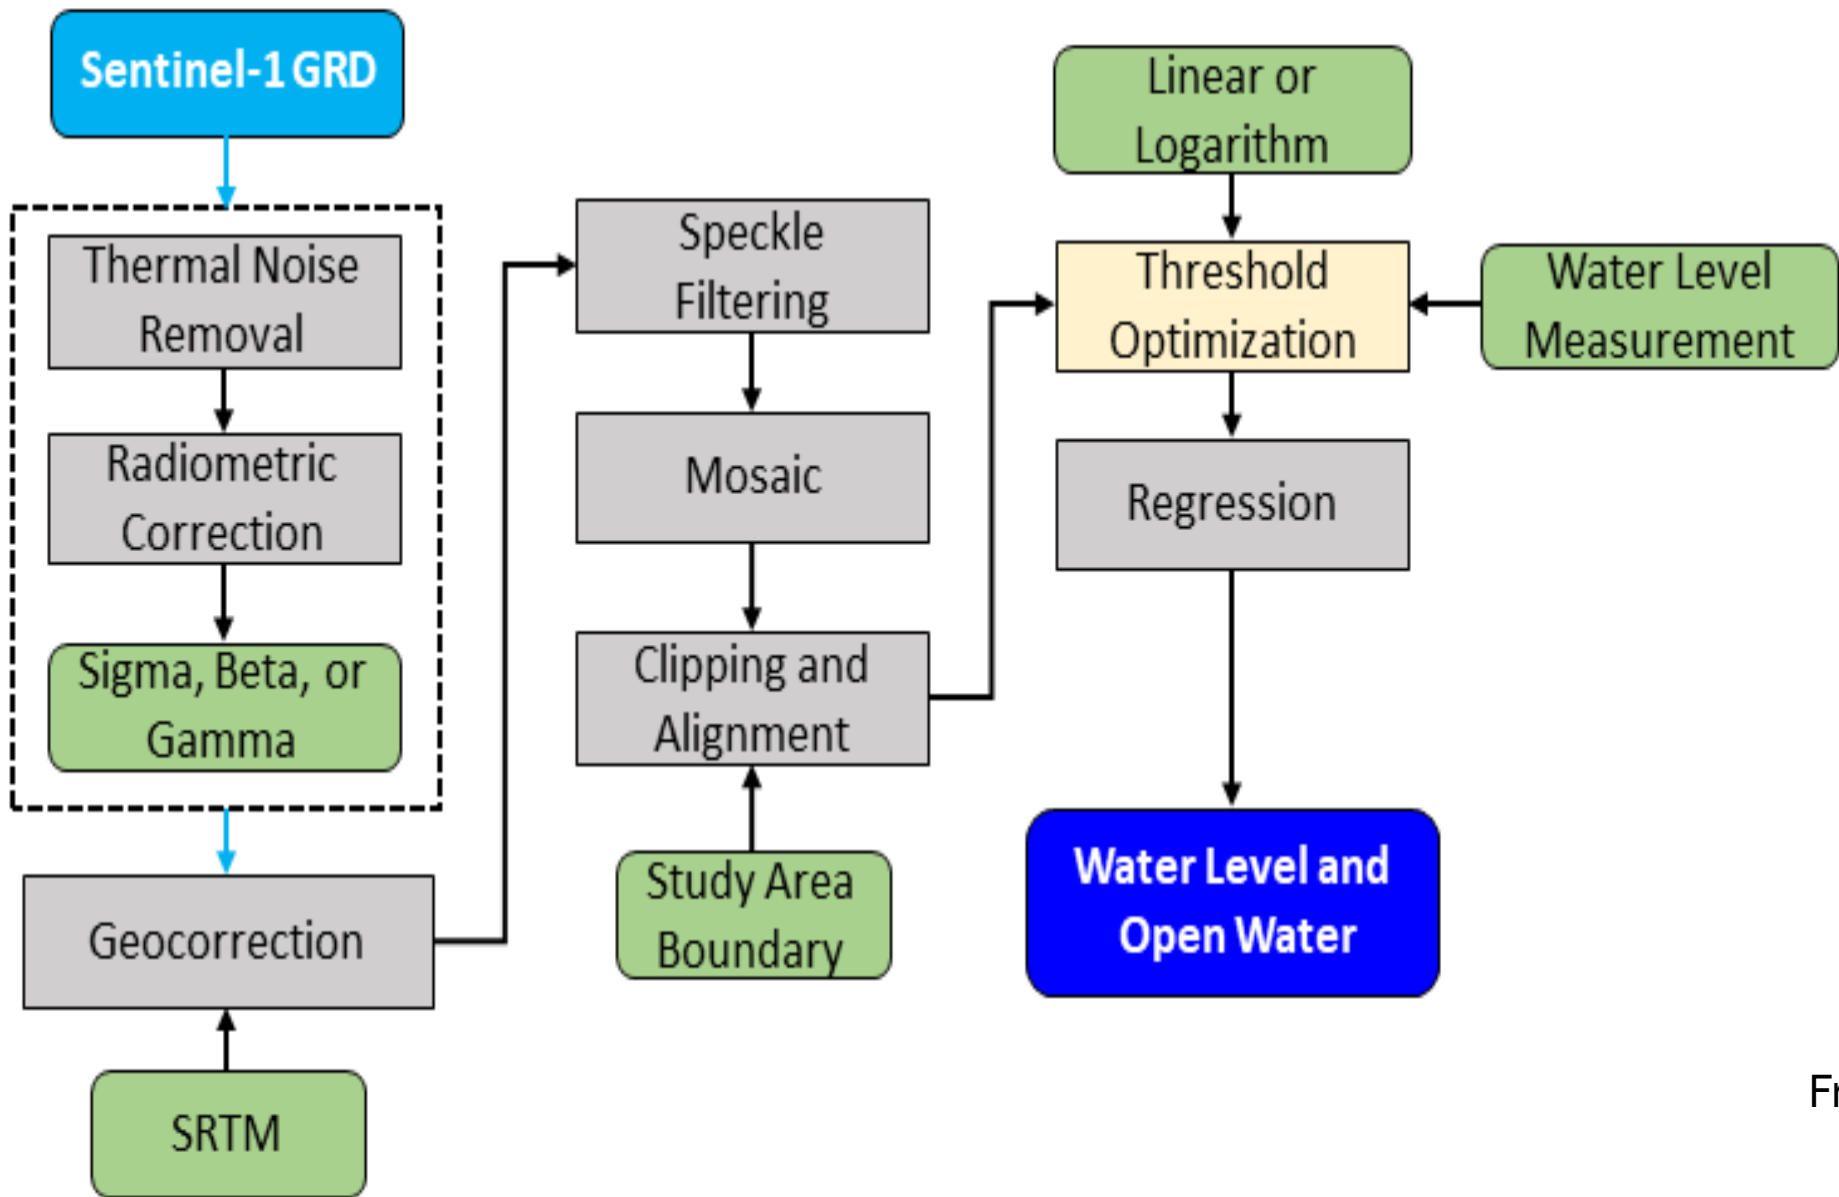 Sentinel-1 GRD
Thermal Noise
Removal
Radiometric
Correction
Sigma, Beta, or
Gamma
Geocorrection
SRTM
Speckle
Filtering
Mosaic
Clipping and
Alignment
Study Area
Boundary
Linear or
Logarithm
Threshold
Optimization
Water Level
Measurement
Regression
Water Level and
Open Water